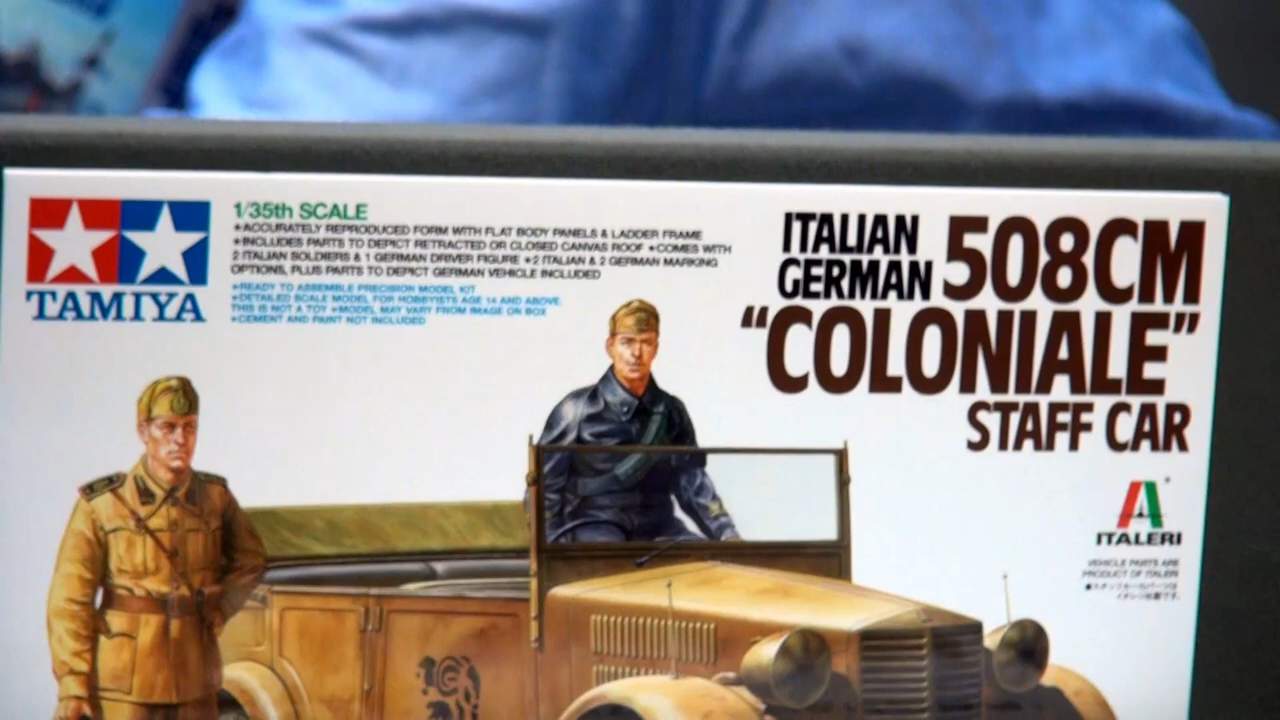 TAMIYA
1/35th SCALE
★ACCURATELY REPRODUCED FORM WITH FLAT BODY PANELS & LADDER FRAME
★INCLUDES PARTS TO DEPICT RETRACTED OR CLOSED CANVAS ROOF ★COMES WITH
2 ITALIAN SOLDIERS & 1 GERMAN DRIVER FIGURE ★2 ITALIAN & 2 GERMAN MARKING
OPTIONS, PLUS PARTS TO DEPICT GERMAN VEHICLE INCLUDED
★READY TO ASSEMBLE PRECISION MODEL KIT
★DETAILED SCALE MODEL FOR HOBBYISTS AGE 14 AND ABOVE.
THIS IS NOT A TOY ★MODEL MAY VARY FROM IMAGE ON BOX
★CEMENT AND PAINT NOT INCLUDED
ITALIAN
GERMAN 508CM
“COLONIALE”
STAFF CAR
ITALERI
VEHICLE PARTS ARE
PRODUCT OF ITALERI